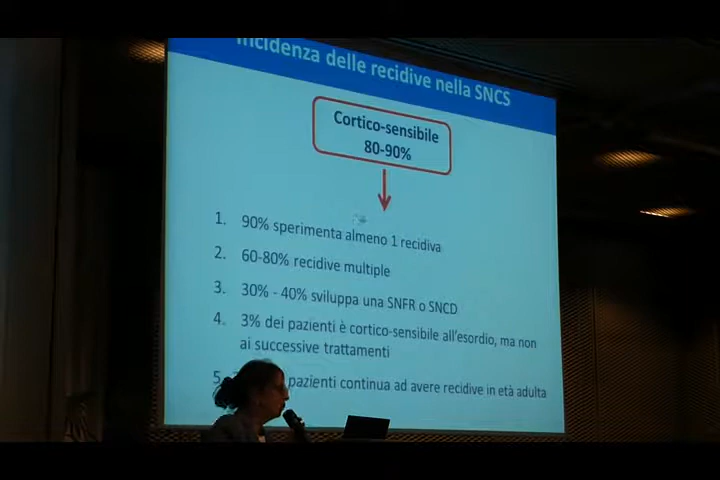 Incidenza delle recidive nella SNCS
Cortico-sensibile
80-90%
1. 90% sperimenta almeno 1 recidiva
2. 60-80% recidive multiple
3. 30% - 40% sviluppa una SNFR o SNCD
4. 3% dei pazienti è cortico-sensibile all'esordio, ma non
ai successive trattamenti
5. pazienti continua ad avere recidive in età adulta